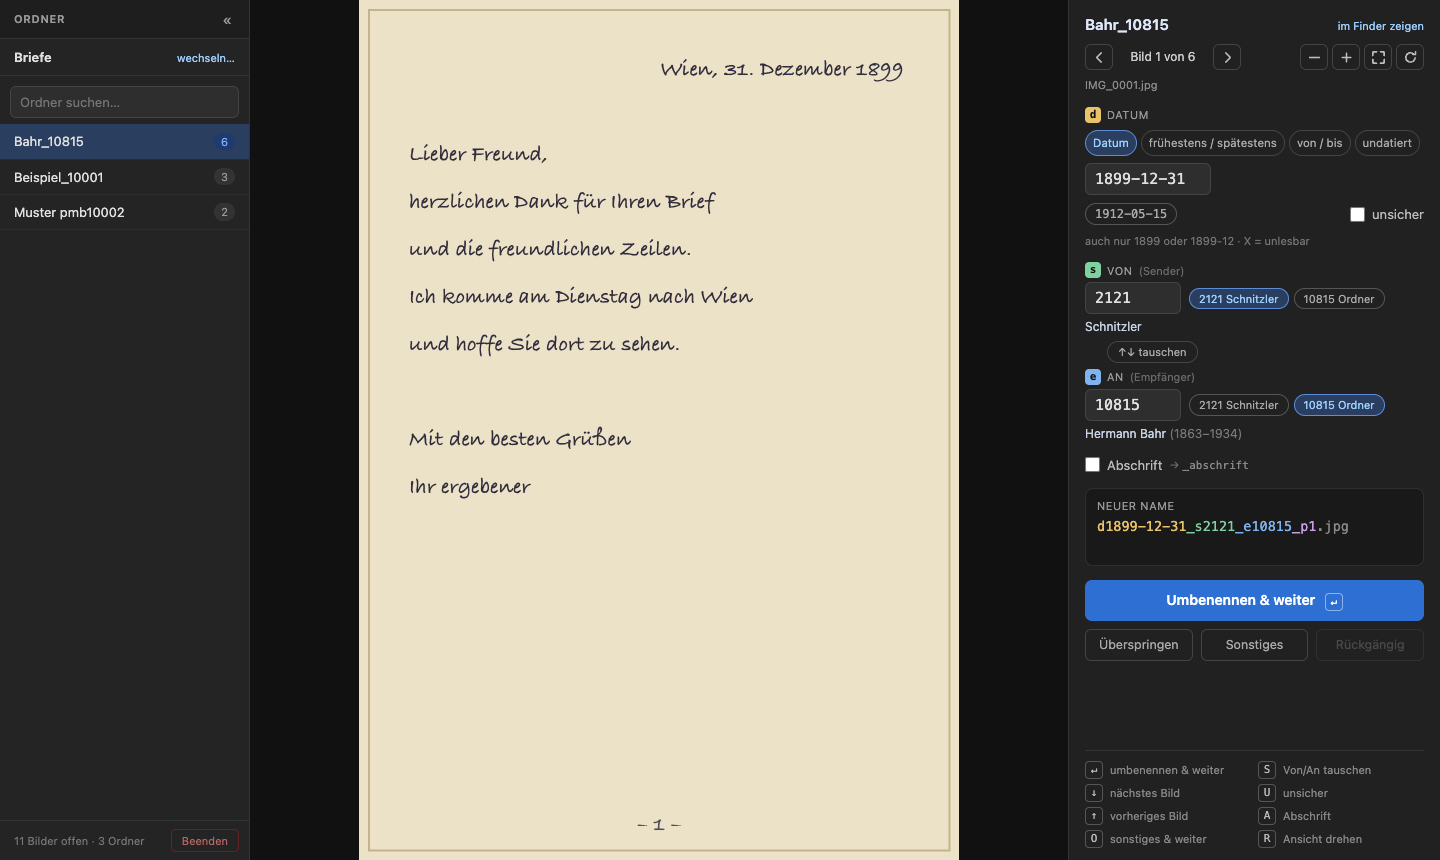 ORDNER «
Briefe wechseln…
Ordner suchen…
Bahr_10815 6
Beispiel_10001 3
Muster pmb10002 2
11 Bilder offen · 3 Ordner Beenden
Wien, 31. Dezember 1899
Lieber Freund,
herzlichen Dank für Ihren Brief
und die freundlichen Zeilen.
Ich komme am Dienstag nach Wien
und hoffe Sie dort zu sehen.
Mit den besten Grüßen
Ihr ergebener
– 1 –
Bahr_10815 im Finder zeigen
Bild 1 von 6
IMG_0001.jpg
d DATUM
Datum frühestens / spätestens von / bis undatiert
1899-12-31
1912-05-15 unsicher
auch nur 1899 oder 1899-12 · X = unlesbar
s VON (Sender)
2121 2121 Schnitzler 10815 Ordner
Schnitzler
↑↓ tauschen
e AN (Empfänger)
10815 2121 Schnitzler 10815 Ordner
Hermann Bahr (1863–1934)
Abschrift → _abschrift
NEUER NAME
d1899-12-31_s2121_e10815_p1.jpg
Umbenennen & weiter ↵
Überspringen Sonstiges Rückgängig
↵ umbenennen & weiter S Von/An tauschen
↓ nächstes Bild U unsicher
↑ vorheriges Bild A Abschrift
O sonstiges & weiter R Ansicht drehen